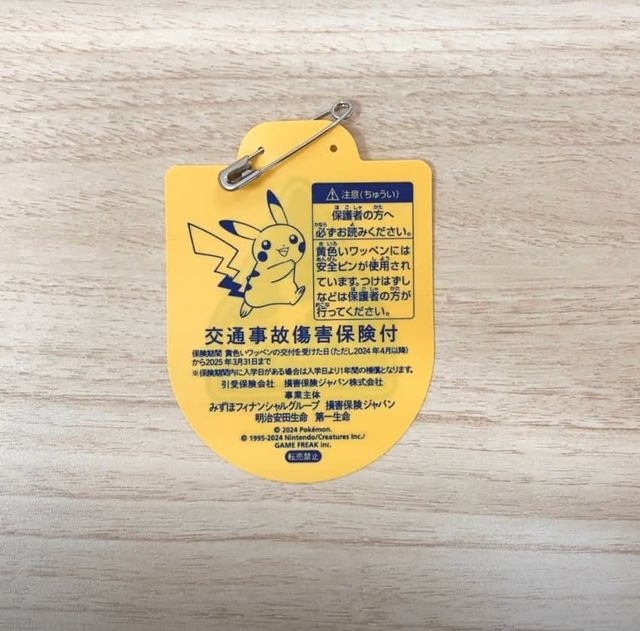 ⚠ 注意(ちゅうい)
保護者の方へ
必ずお読みください。
黄色いワッペンには
安全ピンが使用され
ています。つけはずし
などは保護者の方が
行ってください。
交通事故傷害保険付
保険期間 黄色いワッペンの交付を受けた日(ただし2024年4月以降)
から2025年3月31日まで
※保険期間内に入学日がある場合は入学日より1年間の補償となります。
引受保険会社 損害保険ジャパン株式会社
事業主体
みずほフィナンシャルグループ 損害保険ジャパン
明治安田生命 第一生命
© 2024 Pokémon.
© 1995-2024 Nintendo/Creatures Inc./
GAME FREAK inc.
転売禁止